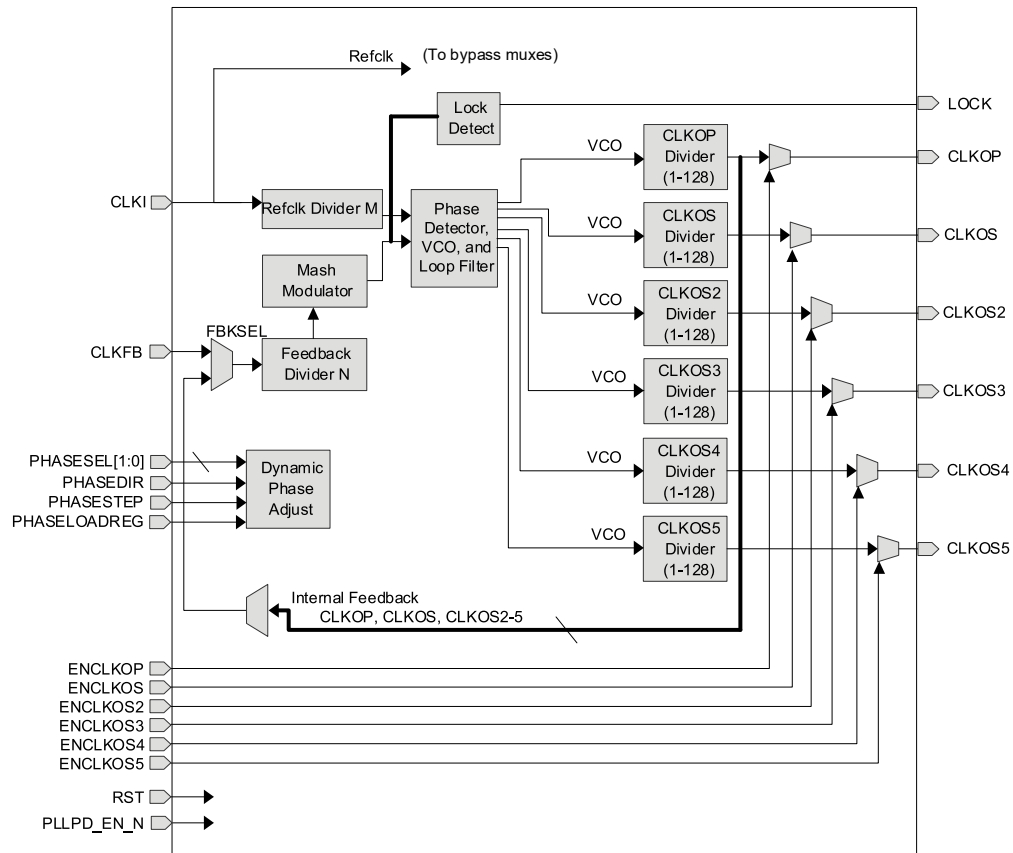 Refclk (To bypass muxes)
Lock
Detect
LOCK
VCO
CLKOP
Divider
(1-128)
CLKOP
CLKI
Refclk Divider M
Phase
Detector,
VCO, and
Loop Filter
VCO
CLKOS
Divider
(1-128)
CLKOS
Mash
Modulator
VCO
CLKOS2
Divider
(1-128)
CLKOS2
FBKSEL
CLKFB
Feedback
Divider N
VCO
CLKOS3
Divider
(1-128)
CLKOS3
PHASESEL[1:0]
PHASEDIR
PHASESTEP
PHASELOADREG
Dynamic
Phase
Adjust
VCO
CLKOS4
Divider
(1-128)
CLKOS4
VCO
CLKOS5
Divider
(1-128)
CLKOS5
Internal Feedback
CLKOP, CLKOS, CLKOS2-5
ENCLKOP
ENCLKOS
ENCLKOS2
ENCLKOS3
ENCLKOS4
ENCLKOS5
RST
PLLPD_EN_N